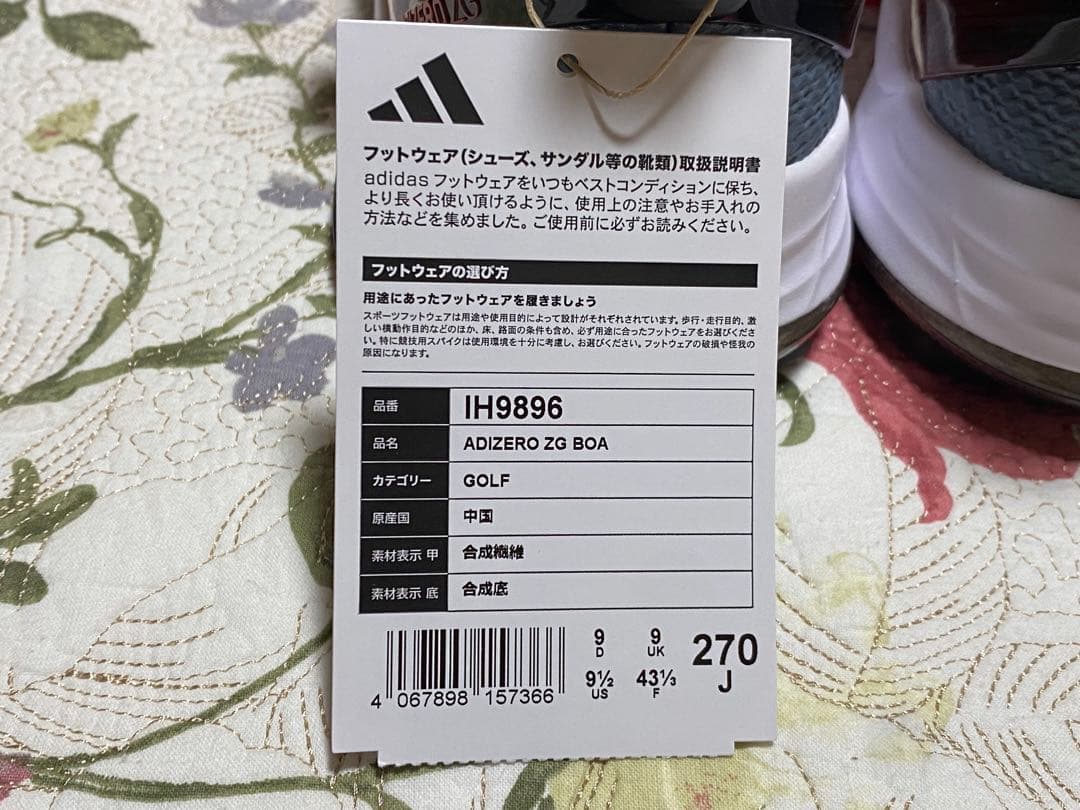 フットウェア(シューズ、サンダル等の靴類)取扱説明書
adidas フットウェアをいつもベストコンディションに保ち、
より長くお使い頂けるように、使用上の注意やお手入れの
方法などを集めました。ご使用前に必ずお読みください。
フットウェアの選び方
用途にあったフットウェアを履きましょう
スポーツフットウェアは用途や使用目的によって設計がそれぞれされています。歩行・走行目的、激
しい横動作目的などのほか、床、路面の条件も含め、必ず用途に合ったフットウェアをお選びくださ
い。特に競技用スパイクは使用環境を十分に考慮し、お選びください。フットウェアの破損や怪我の
原因になります。
品番 IH9896
品名 ADIZERO ZG BOA
カテゴリー GOLF
原産国 中国
素材表示 甲 合成繊維
素材表示 底 合成底
4 067898 157366
9 D 9 UK 270 J
9½ US 43⅓ F